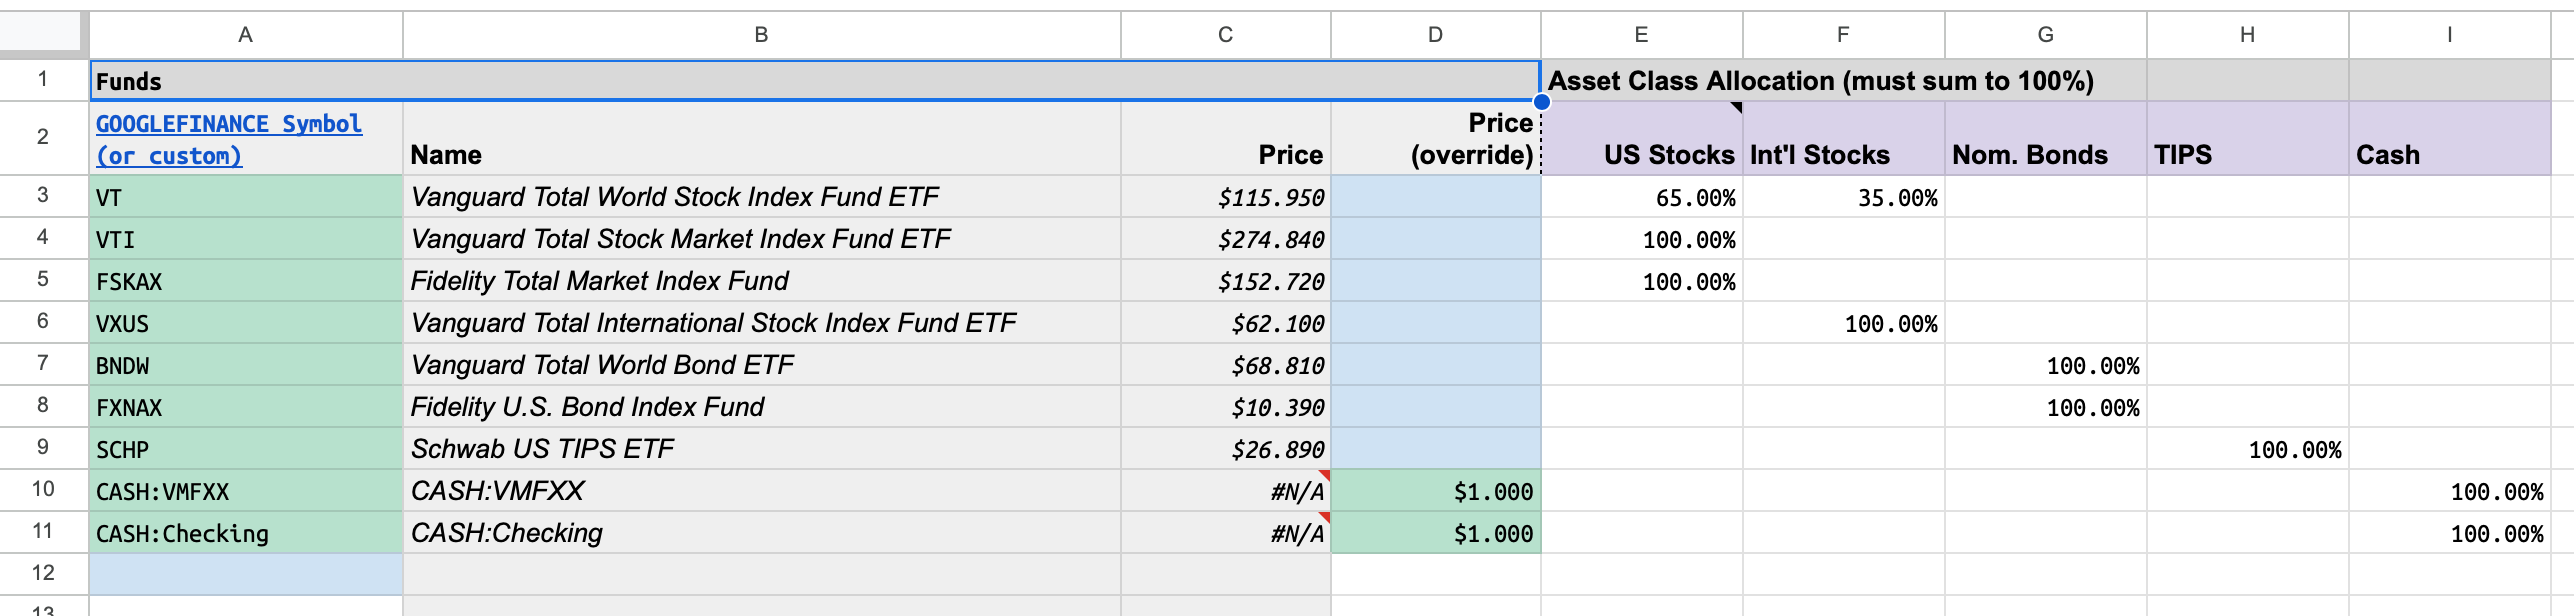 A B C D E F G H I
1 Funds Asset Class Allocation (must sum to 100%)
2 GOOGLEFINANCE Symbol (or custom) Name Price Price (override) US Stocks Int'l Stocks Nom. Bonds TIPS Cash
3 VT Vanguard Total World Stock Index Fund ETF $115.950 65.00% 35.00%
4 VTI Vanguard Total Stock Market Index Fund ETF $274.840 100.00%
5 FSKAX Fidelity Total Market Index Fund $152.720 100.00%
6 VXUS Vanguard Total International Stock Index Fund ETF $62.100 100.00%
7 BNDW Vanguard Total World Bond ETF $68.810 100.00%
8 FXNAX Fidelity U.S. Bond Index Fund $10.390 100.00%
9 SCHP Schwab US TIPS ETF $26.890 100.00%
10 CASH:VMFXX CASH:VMFXX #N/A $1.000 100.00%
11 CASH:Checking CASH:Checking #N/A $1.000 100.00%
12
13